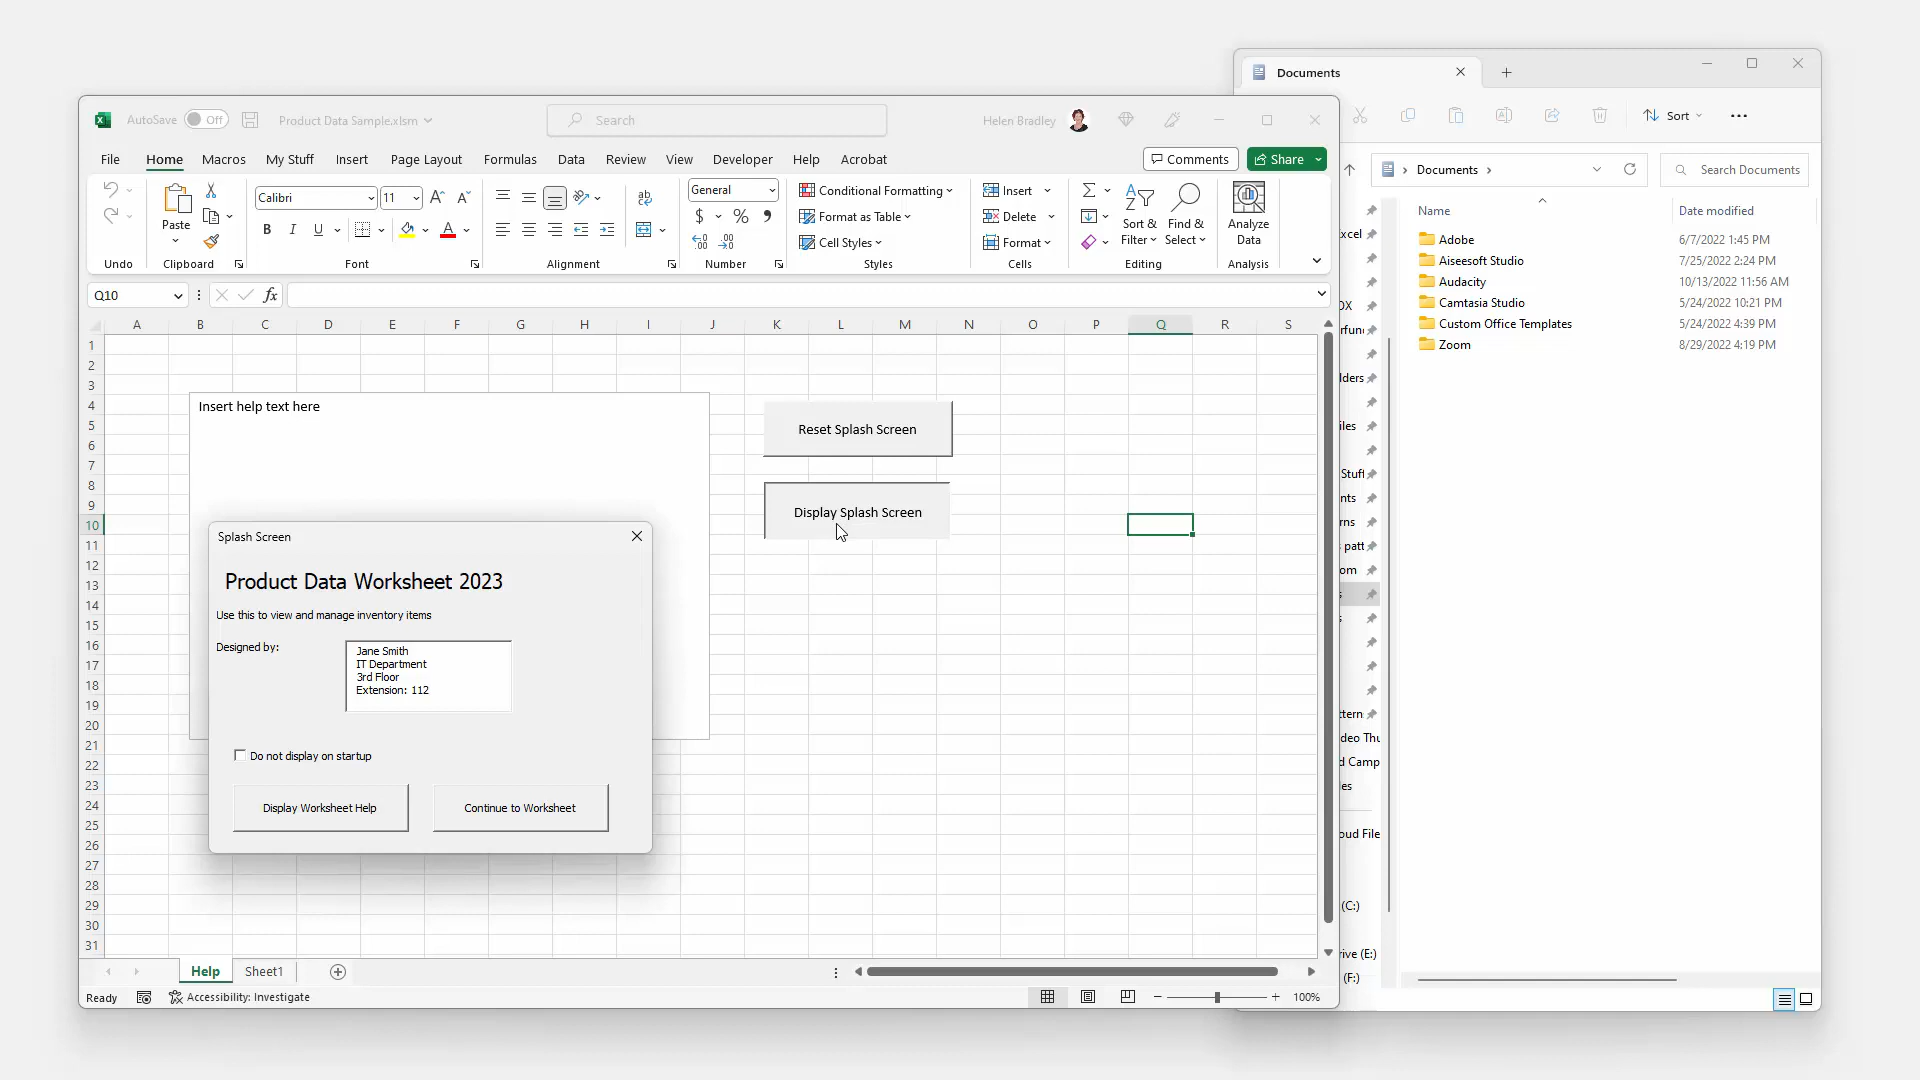 Documents
AutoSave Off Product Data Sample.xlsm Search Helen Bradley
Sort
File Home Macros My Stuff Insert Page Layout Formulas Data Review View Developer Help Acrobat Comments Share
Documents Search Documents
Paste
Calibri 11
B I U A
ab
General
$ % 9
Conditional Formatting
Format as Table
Cell Styles
Insert
Delete
Format
Sort &
Filter
Find &
Select
Analyze
Data
Undo Clipboard Font Alignment Number Styles Cells Editing Analysis
Q10 fx
A B C D E F G H I J K L M N O P Q R S
1
2
3
4
5
6
7
8
9
10
11
12
13
14
15
16
17
18
19
20
21
22
23
24
25
26
27
28
29
30
31
Insert help text here
Reset Splash Screen
Display Splash Screen
Splash Screen
Product Data Worksheet 2023
Use this to view and manage inventory items
Designed by:
Jane Smith
IT Department
3rd Floor
Extension: 112
Do not display on startup
Display Worksheet Help Continue to Worksheet
Help Sheet1
Ready Accessibility: Investigate 100%
Name Date modified
Adobe 6/7/2022 1:45 PM
Aiseesoft Studio 7/25/2022 2:24 PM
Audacity 10/13/2022 11:56 AM
Camtasia Studio 5/24/2022 10:21 PM
Custom Office Templates 5/24/2022 4:39 PM
Zoom 8/29/2022 4:19 PM
(C:)
(E:)
(F:)